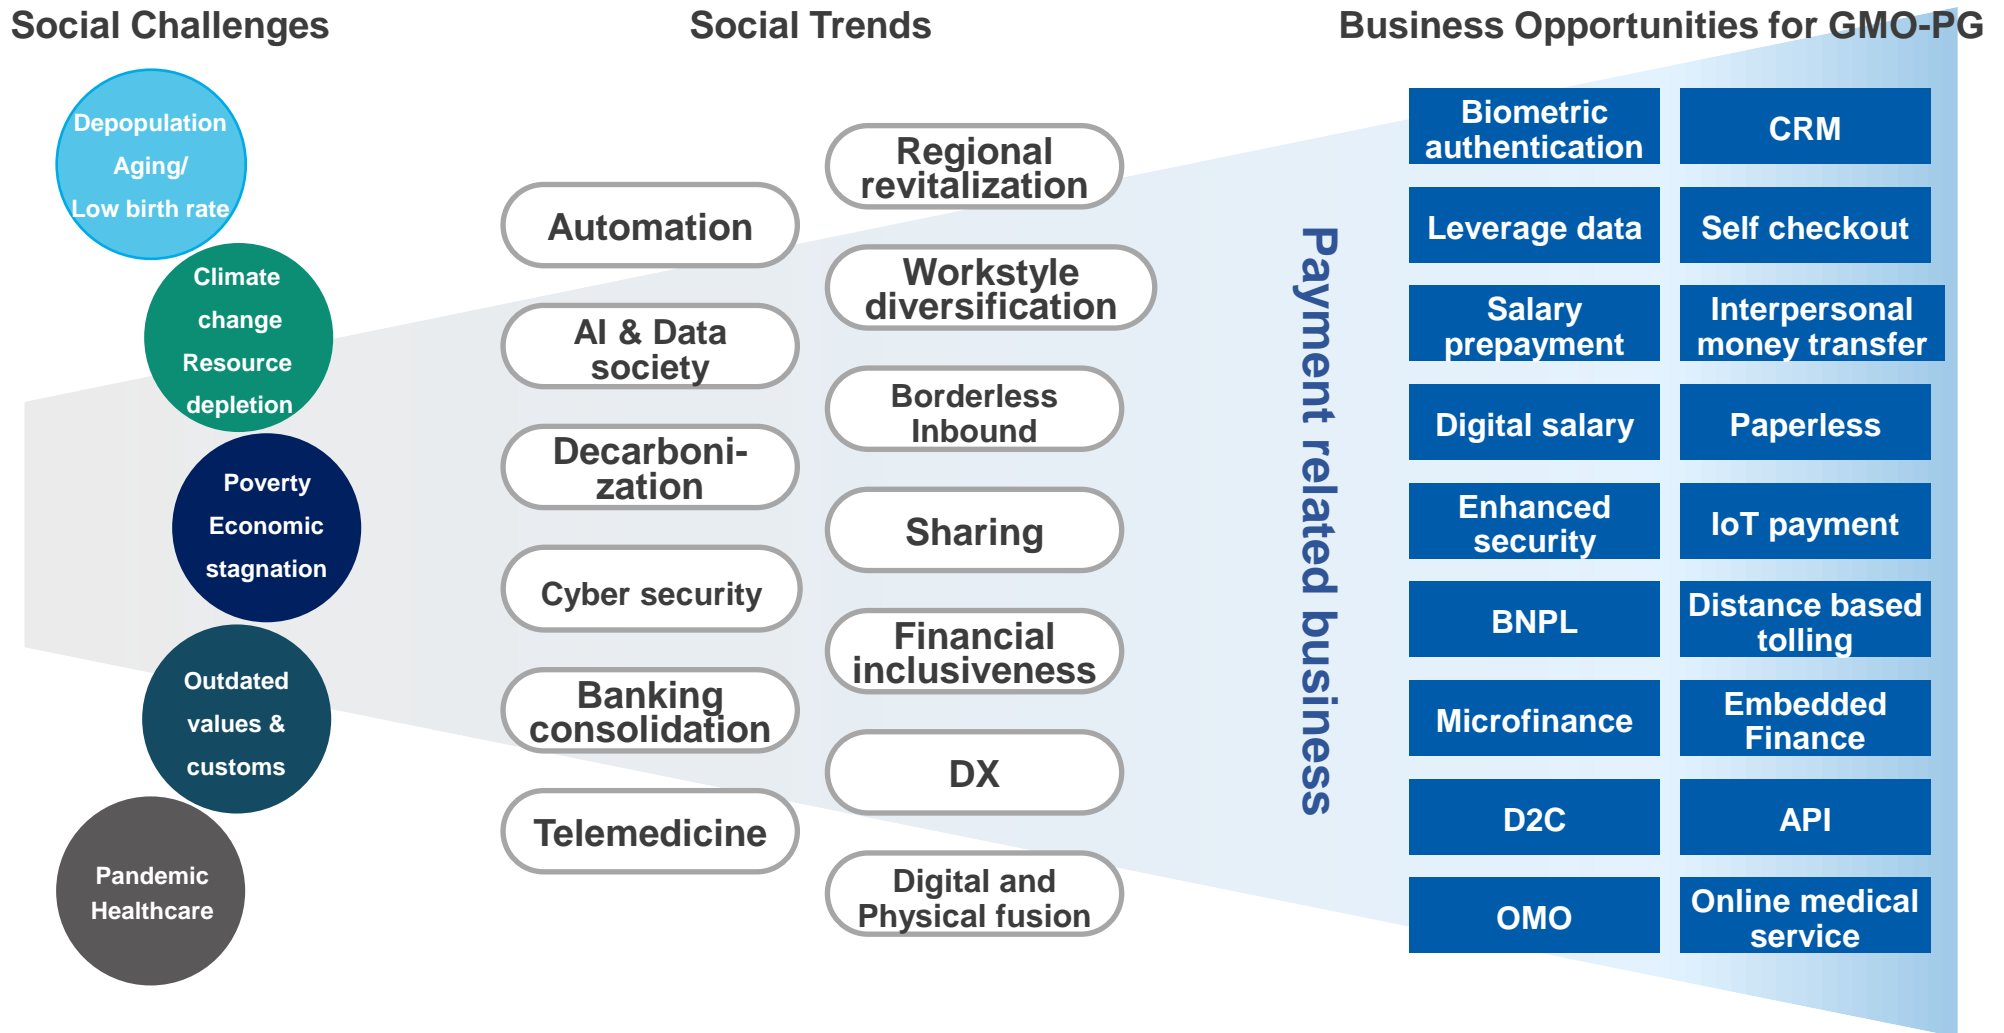 Social Challenges
Social Trends
Business Opportunities for GMO-PG
Depopulation
Aging/
Low birth rate
Climate
change
Resource
depletion
Poverty
Economic
stagnation
Outdated
values &
customs
Pandemic
Healthcare
Automation
AI & Data
society
Decarboni-
zation
Cyber security
Banking
consolidation
Telemedicine
Regional
revitalization
Workstyle
diversification
Borderless
Inbound
Sharing
Financial
inclusiveness
DX
Digital and
Physical fusion
Payment related business
Biometric
authentication
CRM
Leverage data
Self checkout
Salary
prepayment
Interpersonal
money transfer
Digital salary
Paperless
Enhanced
security
IoT payment
BNPL
Distance based
tolling
Microfinance
Embedded
Finance
D2C
API
OMO
Online medical
service